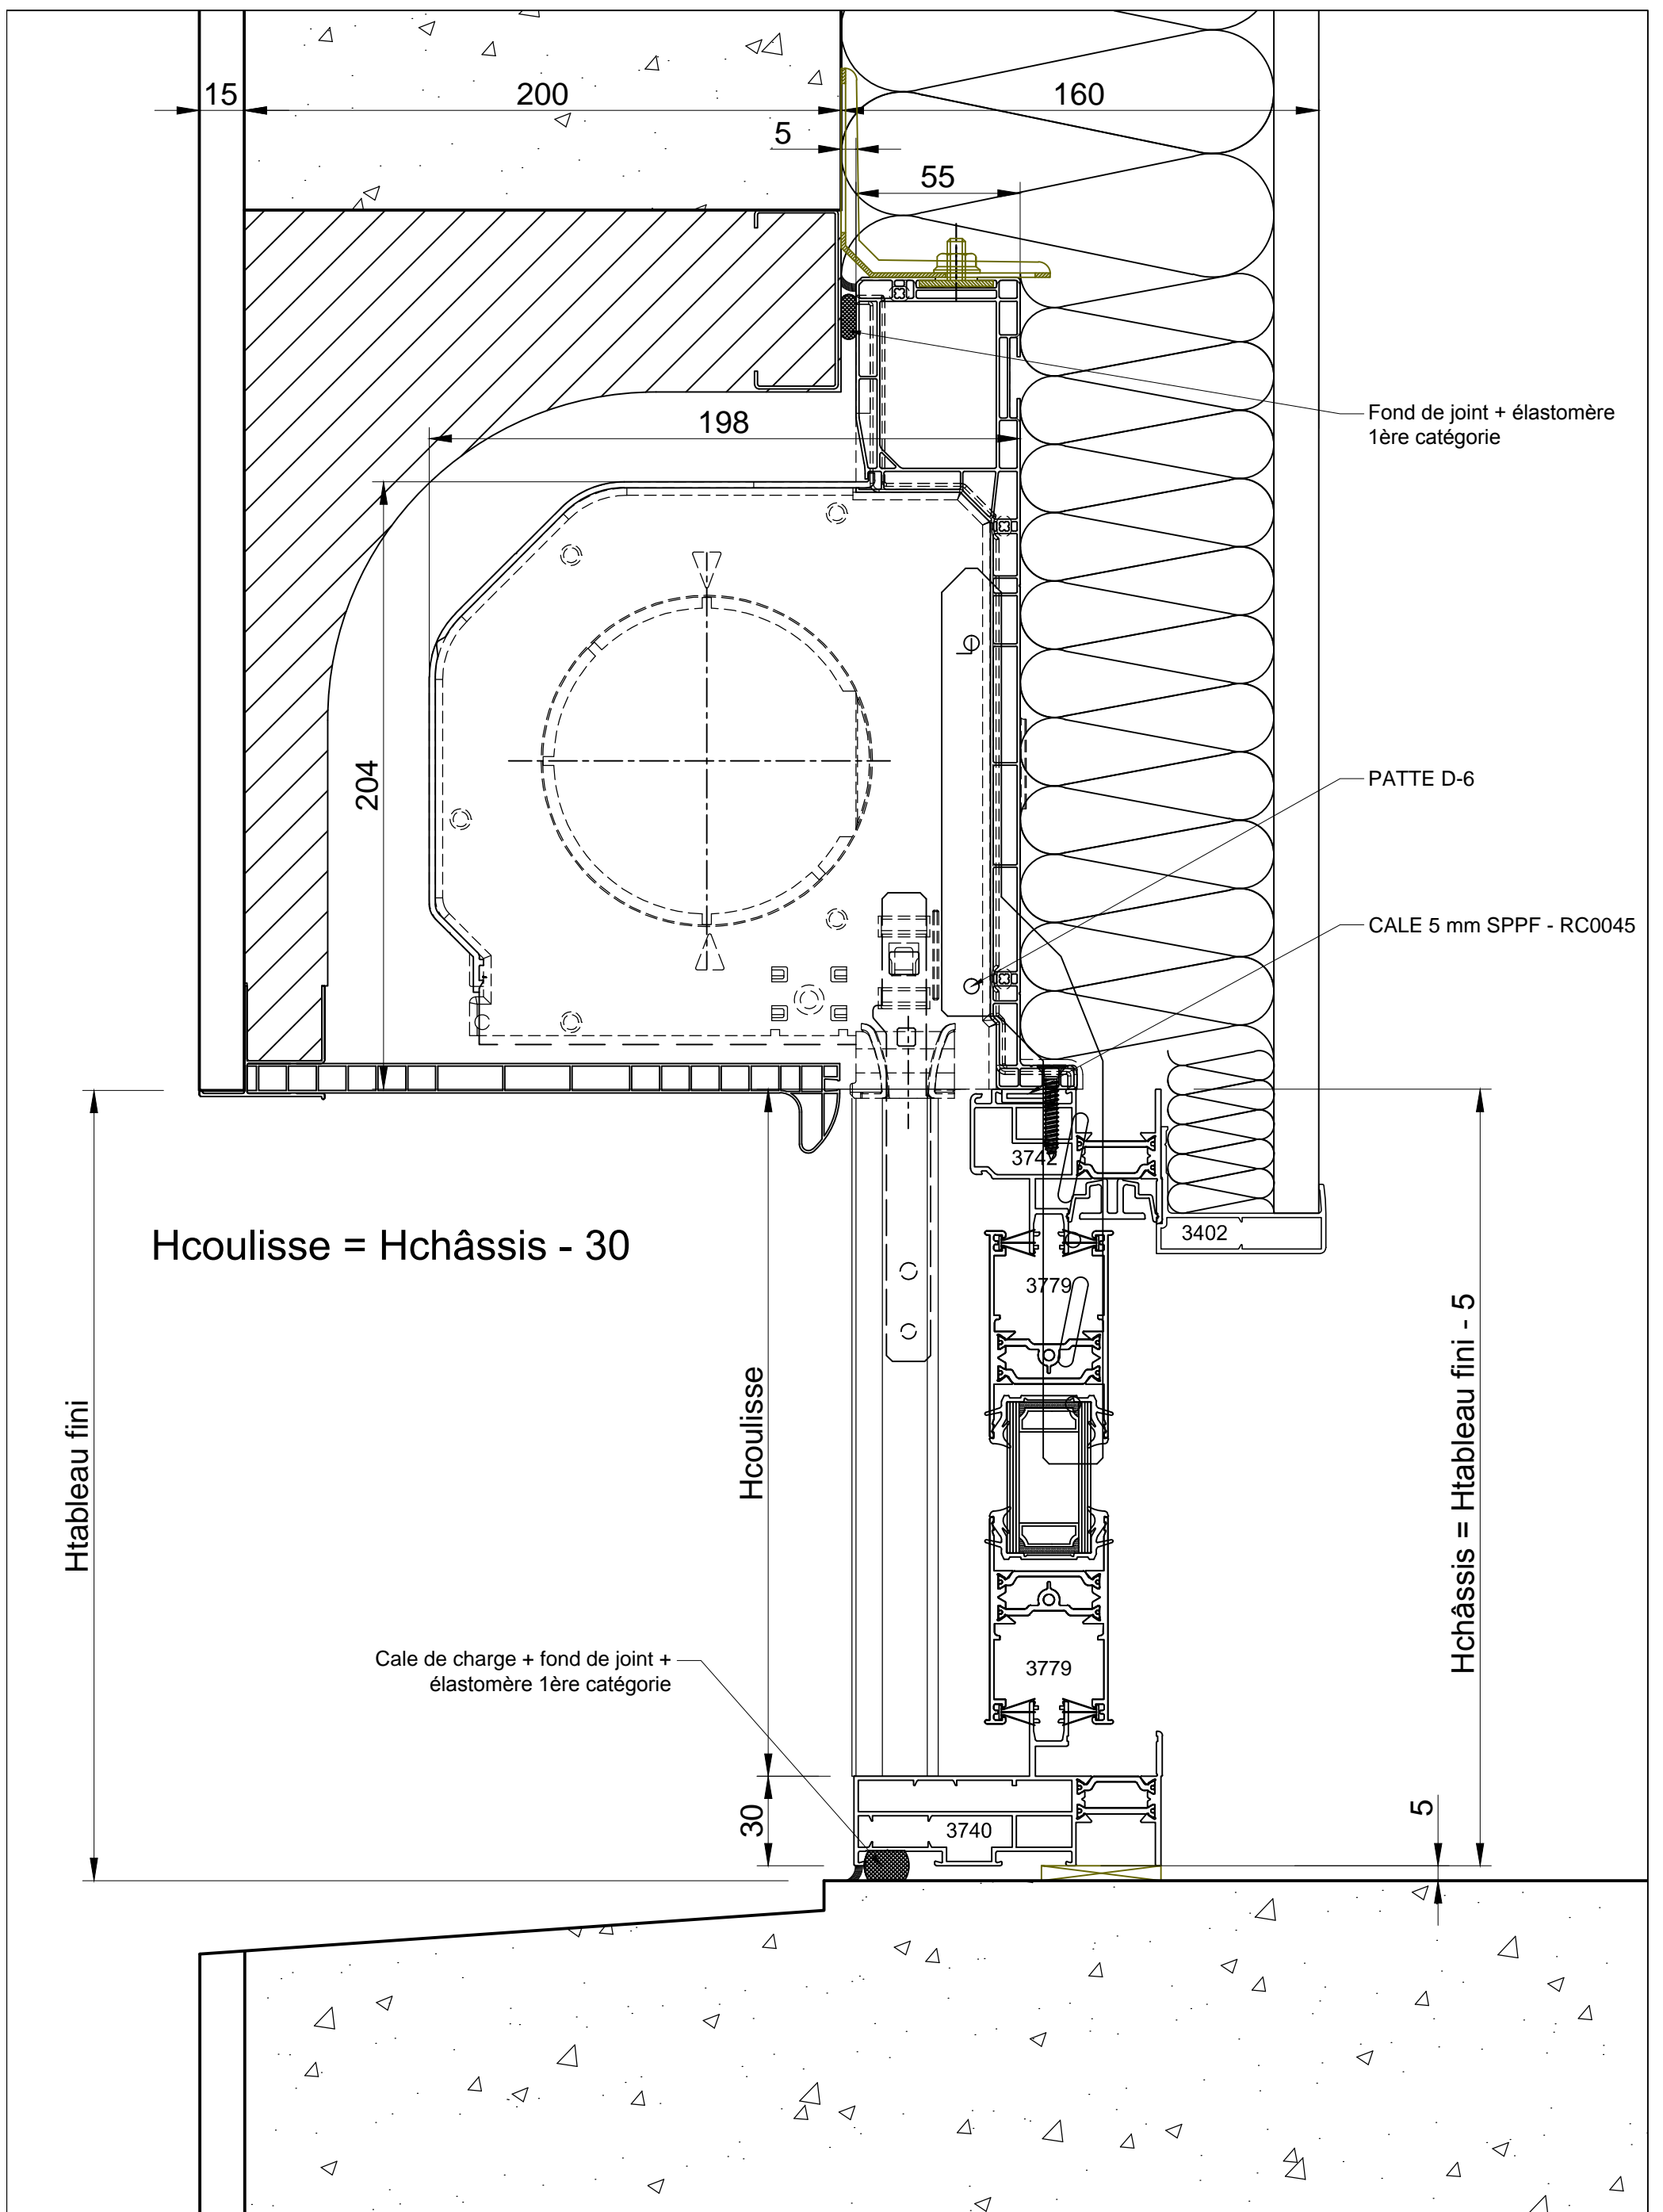 15
200
160
5
55
Fond de joint + élastomère
1ère catégorie
198
204
PATTE D-6
CALE 5 mm SPPF - RC0045
3742
3402
Hcoulisse = Hchâssis - 30
3779
Htableau fini
Hcoulisse
Hchâssis = Htableau fini - 5
Cale de charge + fond de joint +
élastomère 1ère catégorie
3779
30
3740
5